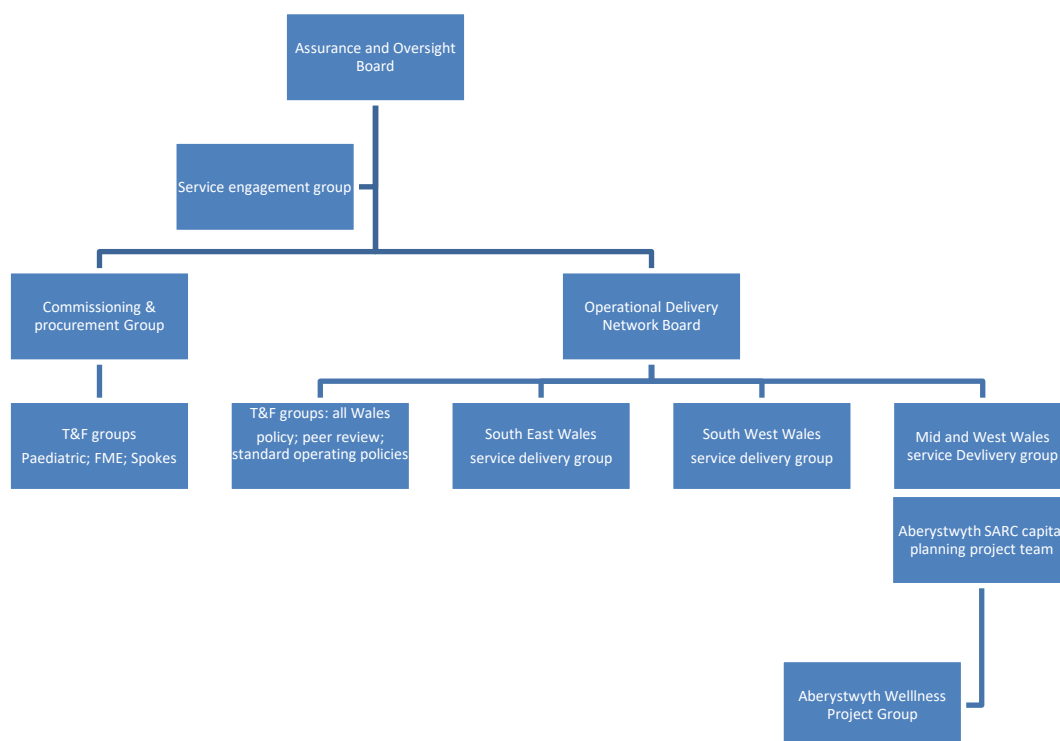 Assurance and Oversight
Board
Service engagement group
Commissioning &
procurement Group
Operational Delivery
Network Board
T&F groups
Paediatric; FME; Spokes
T&F groups: all Wales
policy; peer review;
standard operating policies
South East Wales
service delivery group
South West Wales
service delivery group
Mid and West Wales
service Devlivery group
Aberystwyth SARC capita
planning project team
Aberystwyth Welllness
Project Group